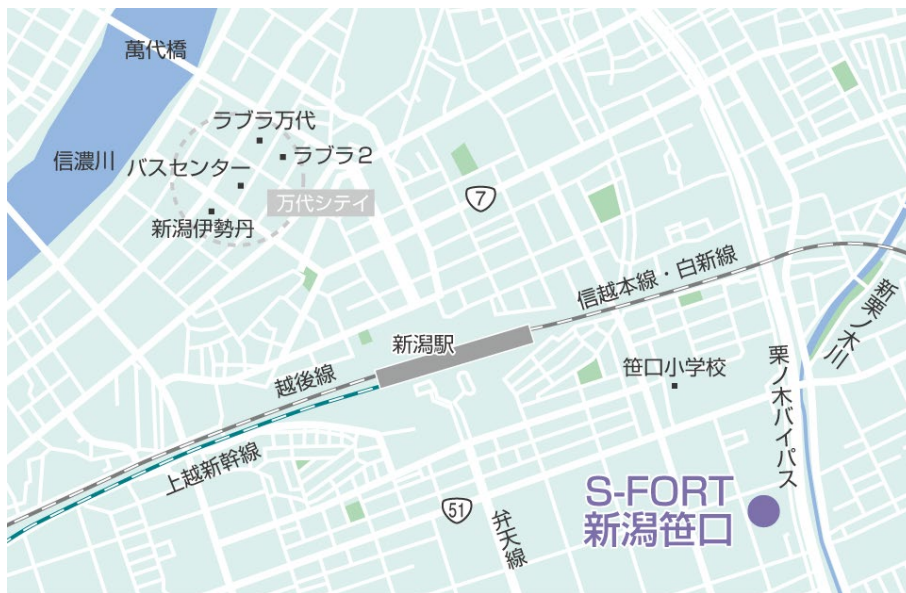 萬代橋
ラブラ万代
ラブラ2
信濃川
バスセンター
万代シテイ
新潟伊勢丹
7
信越本線・白新線
新栗ノ木川
新潟駅
笹口小学校
越後線
栗ノ木バイパス
上越新幹線
S-FORT
新潟笹口
51
弁天線